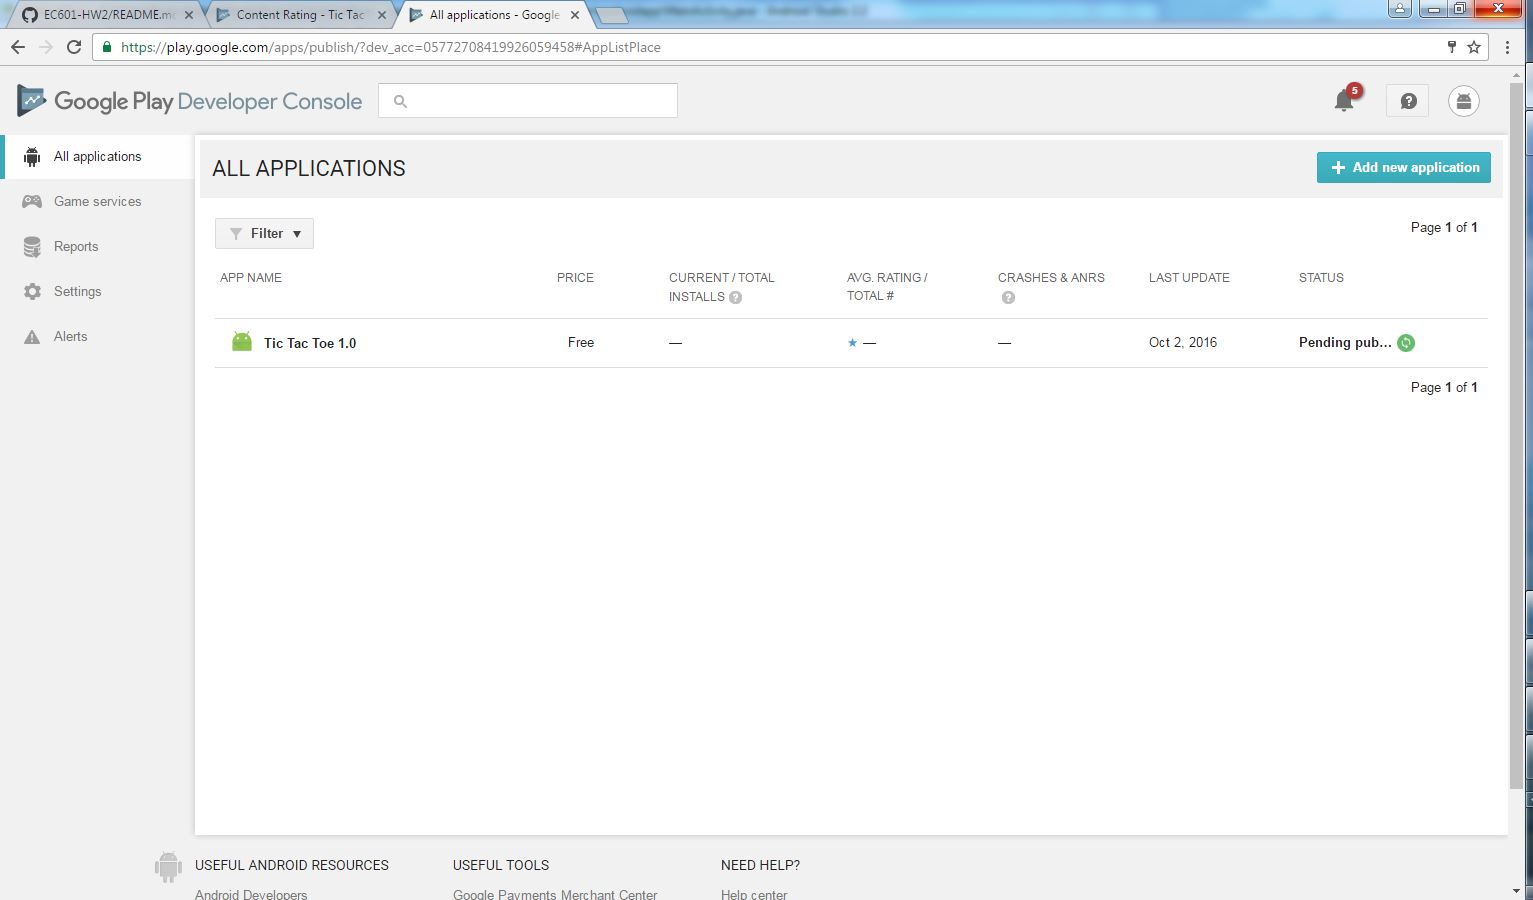 EC601-HW2/README.m
Content Rating - Tic Tac
All applications - Google
https://play.google.com/apps/publish/?dev_acc=05772708419926059458#AppListPlace
Google Play Developer Console
5
All applications
Game services
Reports
Settings
Alerts
ALL APPLICATIONS
Add new application
Filter
Page 1 of 1
APP NAME PRICE CURRENT / TOTAL INSTALLS AVG. RATING / TOTAL # CRASHES & ANRS LAST UPDATE STATUS
Tic Tac Toe 1.0 Free — — — Oct 2, 2016 Pending pub...
Page 1 of 1
USEFUL ANDROID RESOURCES USEFUL TOOLS NEED HELP?
Android Developers Google Payments Merchant Center Help center